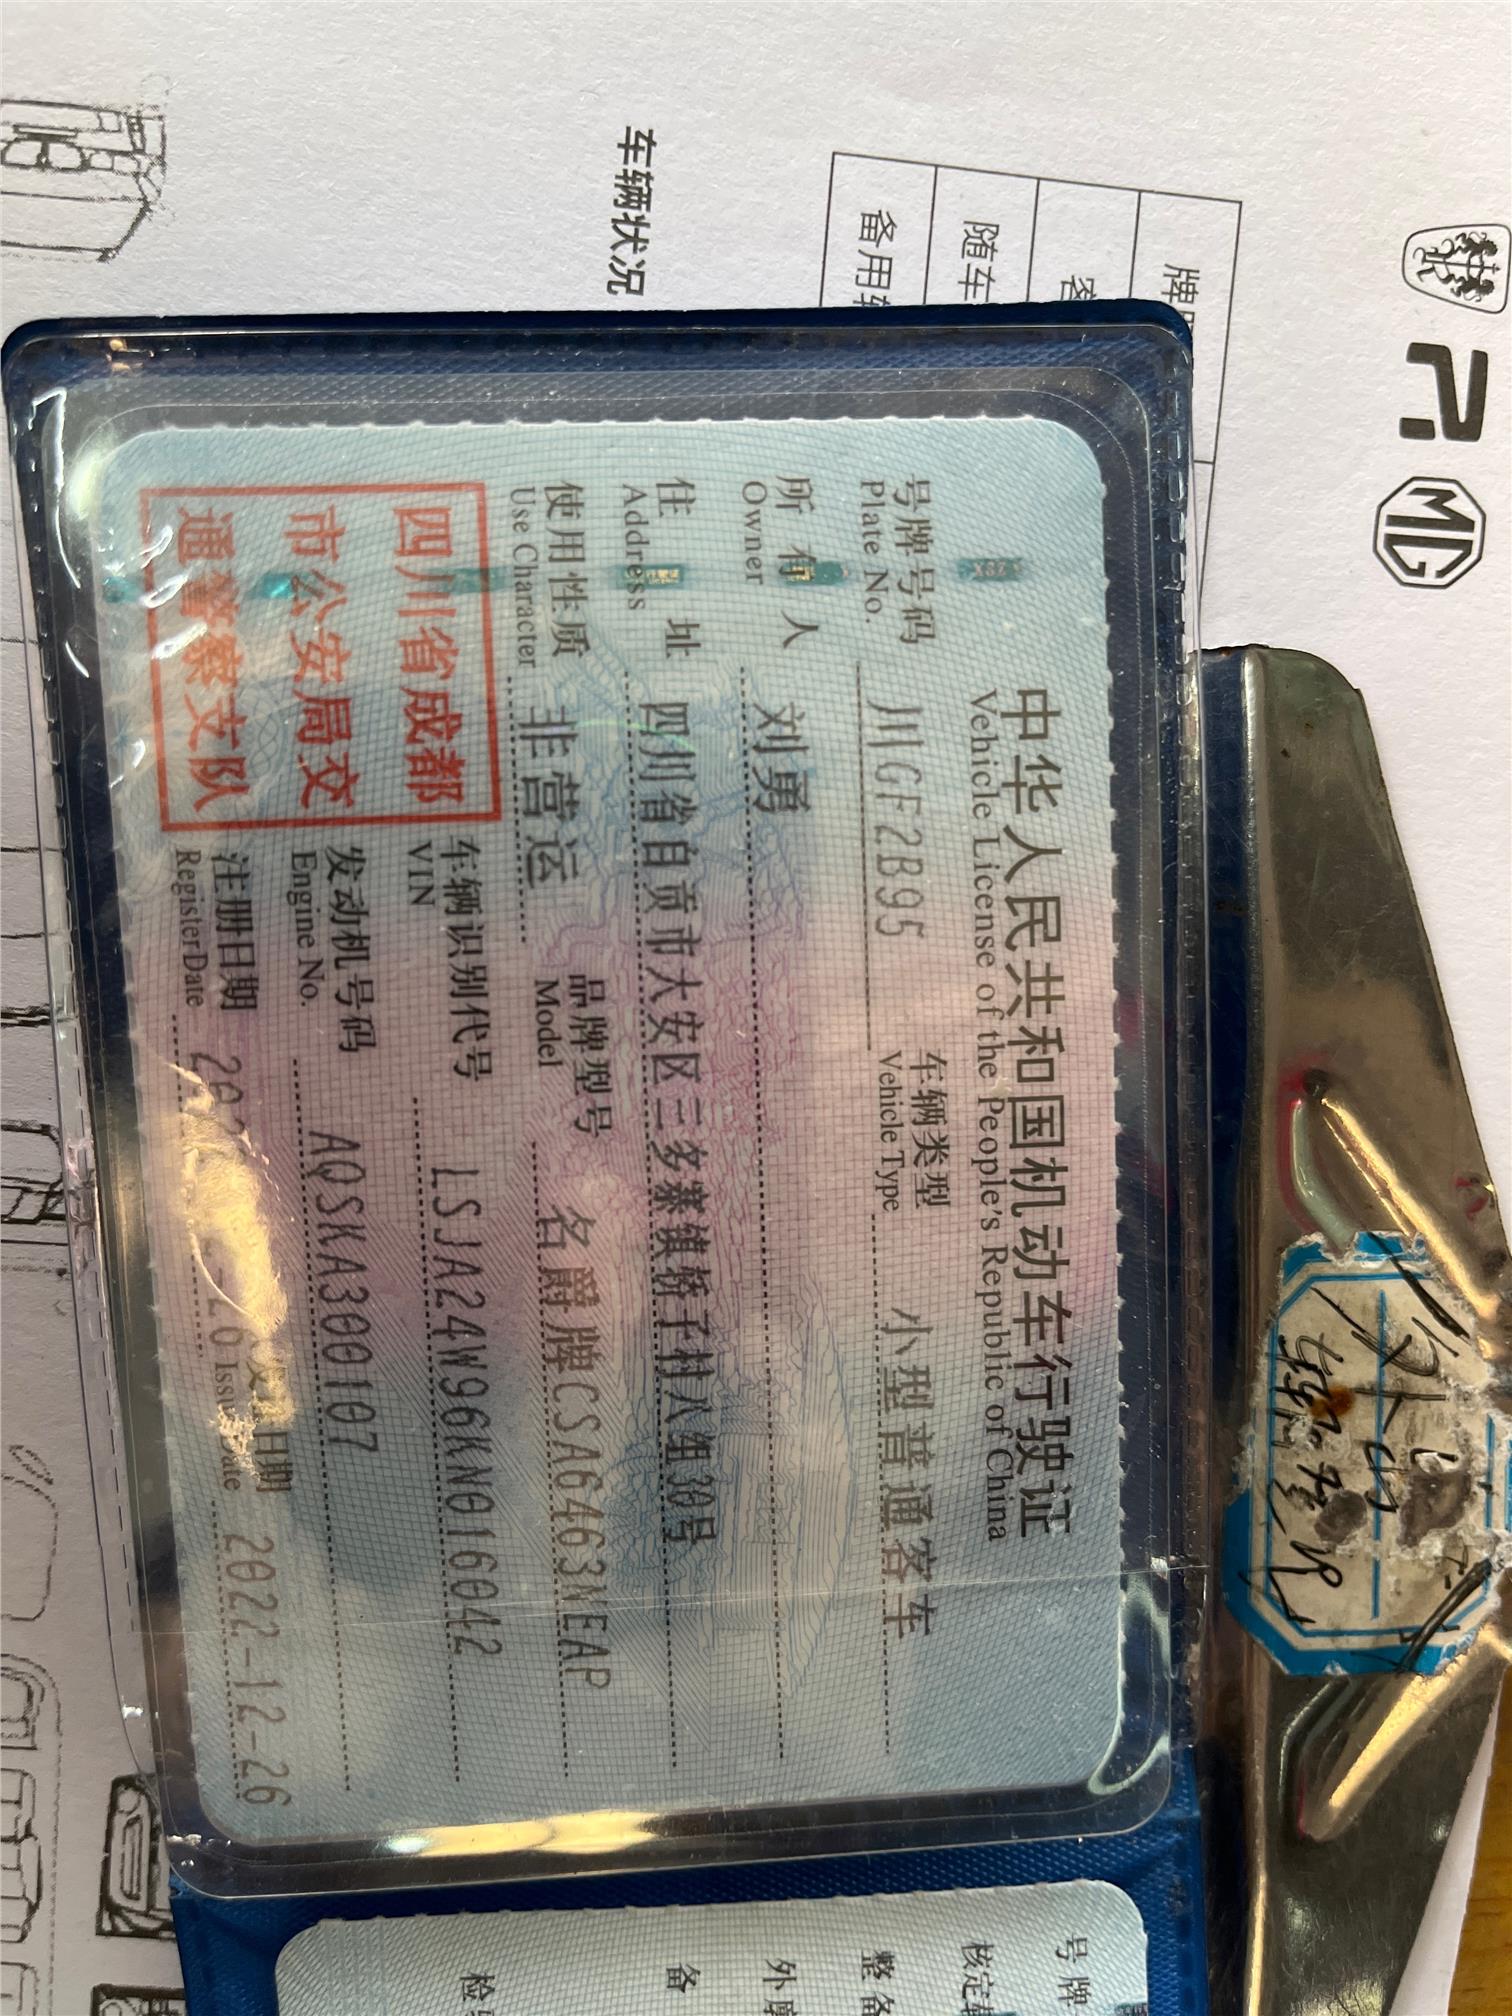 MG
牌
客
随车
备用车
车辆状况
中华人民共和国机动车行驶证
Vehicle License of the People's Republic of China
号牌号码 川GF2B95 车辆类型 小型普通客车
Plate No. Vehicle Type
所有人 刘勇
Owner
住址 四川省自贡市大安区三多寨镇桥子村八组30号
Address
使用性质 非营运 品牌型号 名爵牌CSA6463NEAP
Use Character Model
四川省成都
市公安局交
通警察支队
车辆识别代号 LSJA24W96KN016042
VIN
发动机号码 AQSKA300107
Engine No.
注册日期 日期 2022-12-26
Register Date
号牌
核定
整备
外廓
备
检验